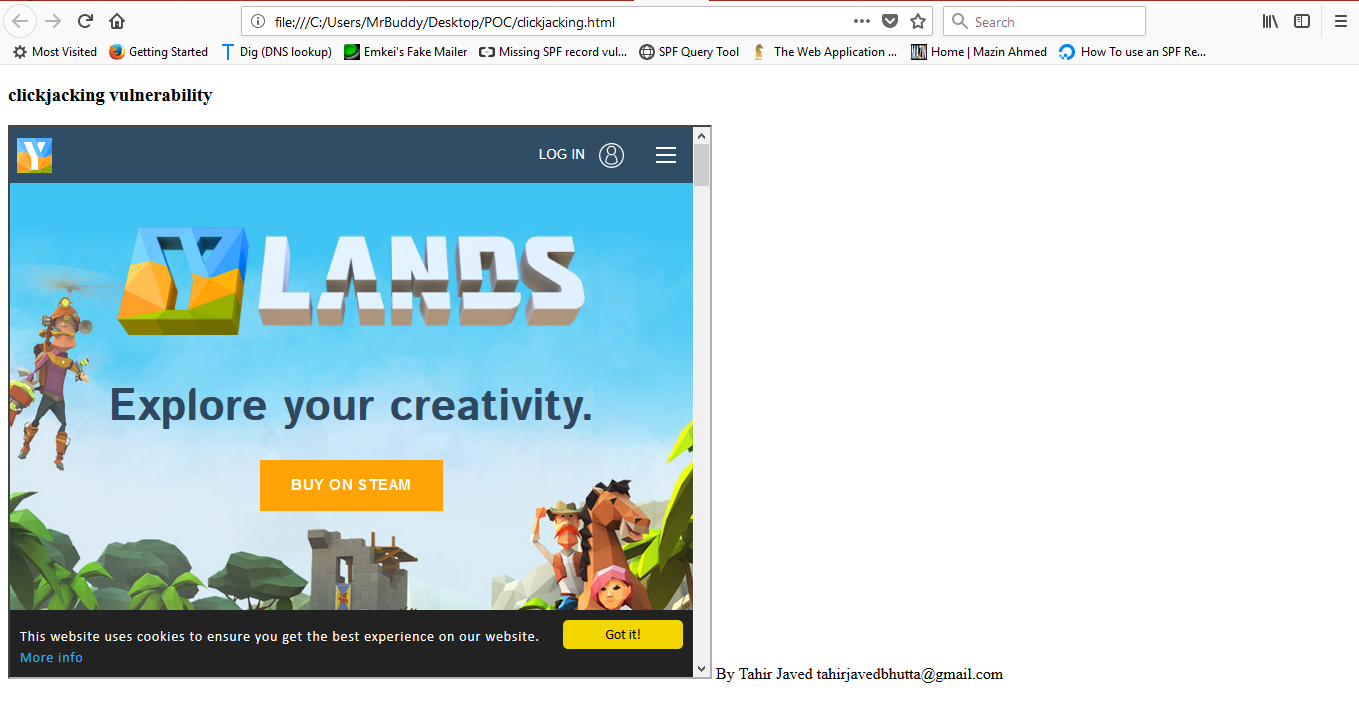 file:///C:/Users/MrBuddy/Desktop/POC/clickjacking.html
Search
Most Visited
Getting Started
Dig (DNS lookup)
Emkei's Fake Mailer
Missing SPF record vul...
SPF Query Tool
The Web Application ...
Home | Mazin Ahmed
How To use an SPF Re...
clickjacking vulnerability
Y
LOG IN
YLANDS
Explore your creativity.
BUY ON STEAM
This website uses cookies to ensure you get the best experience on our website.
More info
Got it!
By Tahir Javed tahirjavedbhutta@gmail.com